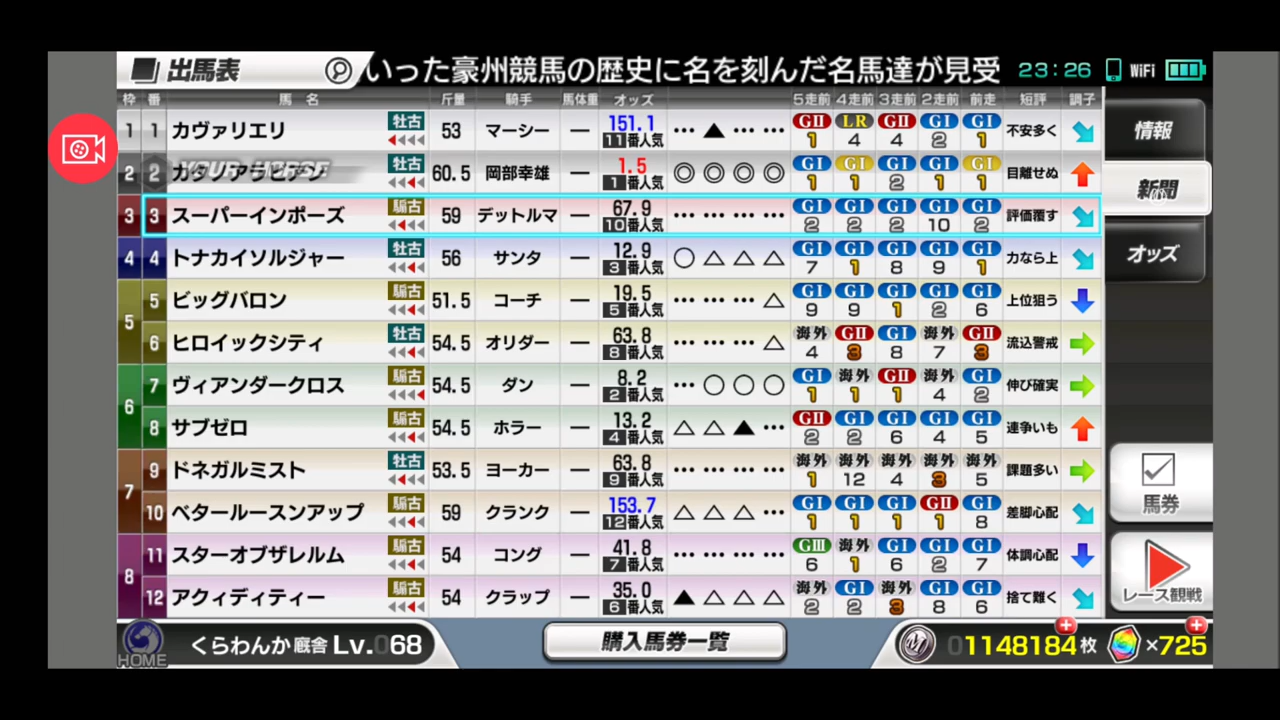 出馬表 いった豪州競馬の歴史に名を刻んだ名馬達が見受 23:26 WiFi
枠 番 馬名 斤量 騎手 馬体重 オッズ 5走前 4走前 3走前 2走前 前走 短評 調子
1 1 カヴァリエリ 牡古 53 マーシー — 151.1 11番人気 … ▲ … … GII 1 LR 4 GII 4 GI 2 GI 1 不安多く
2 2 YOUR HORSE 牡古 60.5 岡部幸雄 — 1.5 1番人気 ◎ ◎ ◎ ◎ GI 1 GI 1 GI 2 GI 1 GI 1 目離せぬ
3 3 スーパーインポーズ 騸古 59 デットルマ — 67.9 10番人気 … … … … GI 2 GI 2 GI 2 GI 10 GI 2 評価覆す
4 4 トナカイソルジャー 牡古 56 サンタ — 12.9 3番人気 ○ △ △ △ GI 7 GI 1 GI 8 GI 9 GI 1 力なら上
5 5 ビッグバロン 騸古 51.5 コーチ — 19.5 5番人気 … … … △ GI 9 GI 9 GI 1 GI 2 GI 6 上位狙う
6 ヒロイックシティ 牡古 54.5 オリダー — 63.8 8番人気 … … … △ 海外 4 GII 3 GI 8 海外 7 GII 3 流込警戒
6 7 ヴィアンダークロス 騸古 54.5 ダン — 8.2 2番人気 … ○ ○ ○ GI 1 海外 1 GII 1 海外 4 GI 2 伸び確実
8 サブゼロ 騸古 54.5 ホラー — 13.2 4番人気 △ △ ▲ … GII 2 GI 2 GI 6 GI 4 GI 5 連争いも
7 9 ドネガルミスト 牡古 53.5 ヨーカー — 63.8 9番人気 … … … … 海外 1 海外 12 海外 4 海外 3 海外 5 課題多い
10 ベタールースンアップ 騸古 59 クランク — 153.7 12番人気 △ △ △ … GI 1 GI 1 GI 1 GII 1 GI 8 差脚心配
8 11 スターオブザレルム 騸古 54 コング — 41.8 7番人気 … … … … GIII 6 海外 1 GI 6 GI 2 GI 7 体調心配
12 アクィディティー 騸古 54 クラップ — 35.0 6番人気 ▲ △ △ △ 海外 2 GI 2 海外 3 GI 8 GI 6 捨て難く
情報
新聞
オッズ
馬券
レース観戦
HOME くらわんか厩舎 Lv.068 購入馬券一覧 01148184枚 ×725